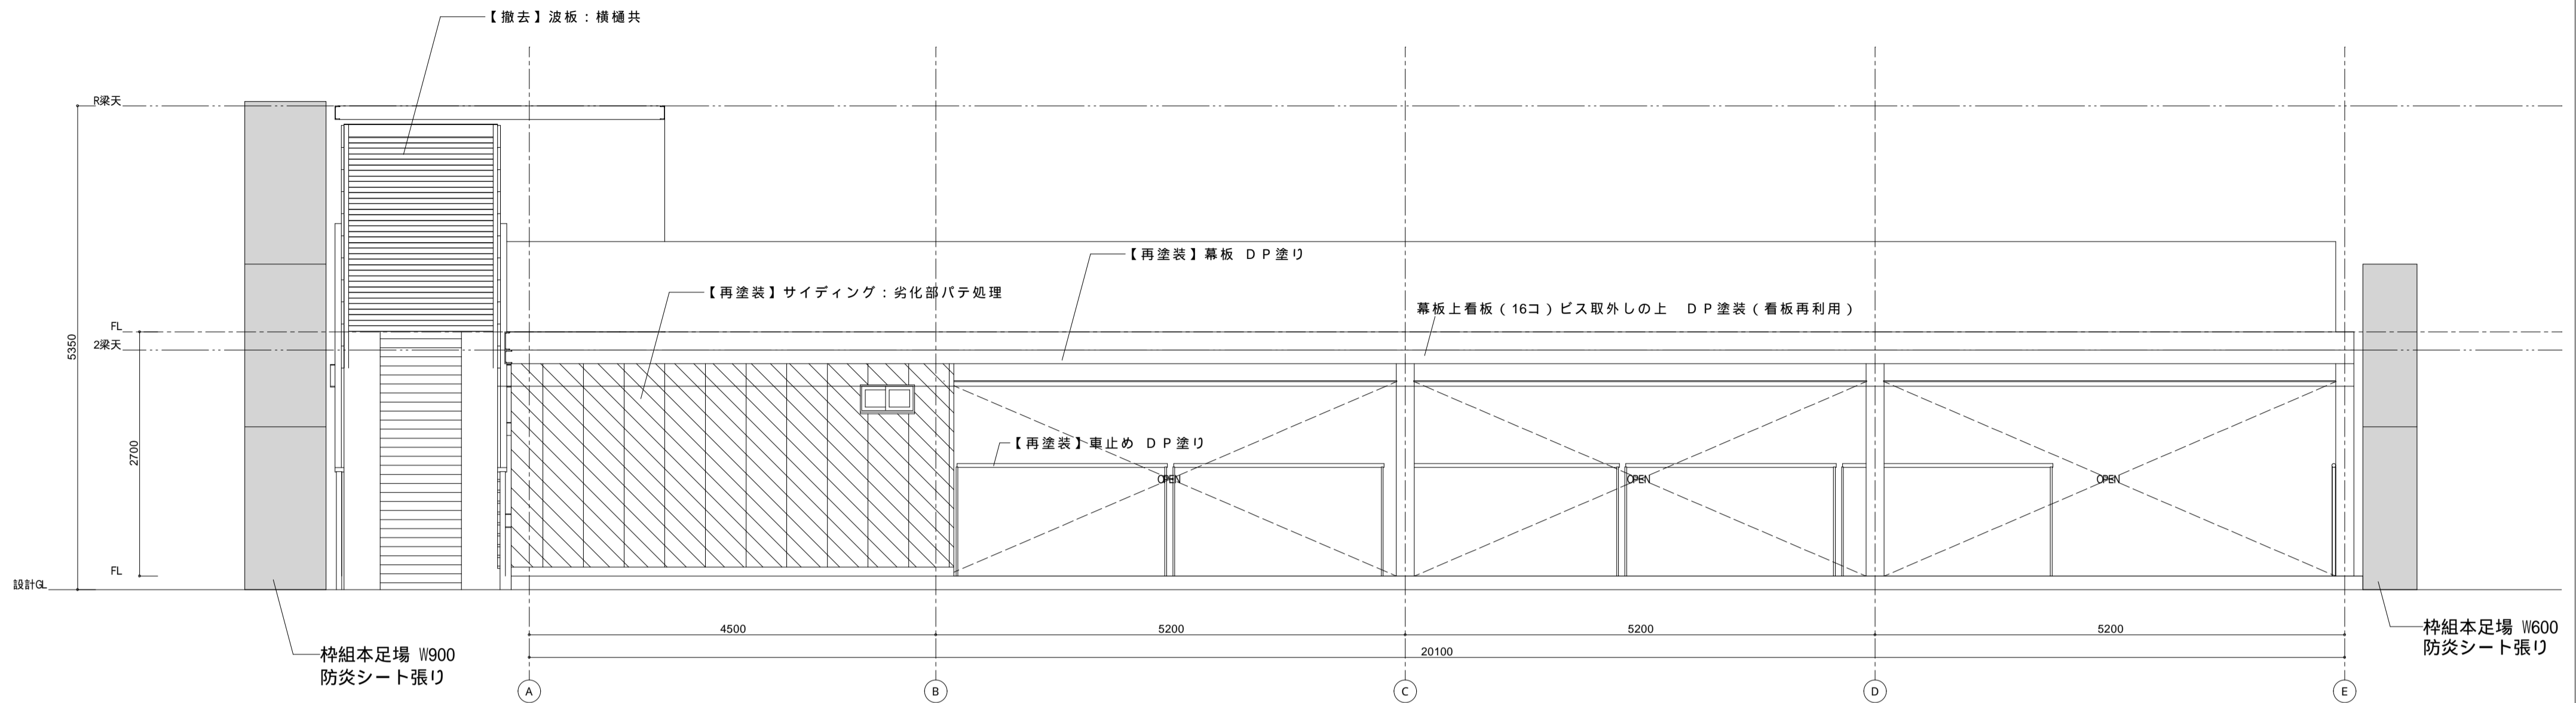 【撤去】波板：横樋共
R梁天
【再塗装】幕板 ＤＰ塗り
【再塗装】サイディング：劣化部パテ処理
幕板上看板（16コ）ビス取外しの上　ＤＰ塗装（看板再利用）
FL
2梁天
5350
2700
【再塗装】車止め ＤＰ塗り
OPEN
OPEN
OPEN
FL
設計GL
4500
5200
5200
5200
枠組本足場 W900
防炎シート張り
枠組本足場 W600
防炎シート張り
20100
A
B
C
D
E